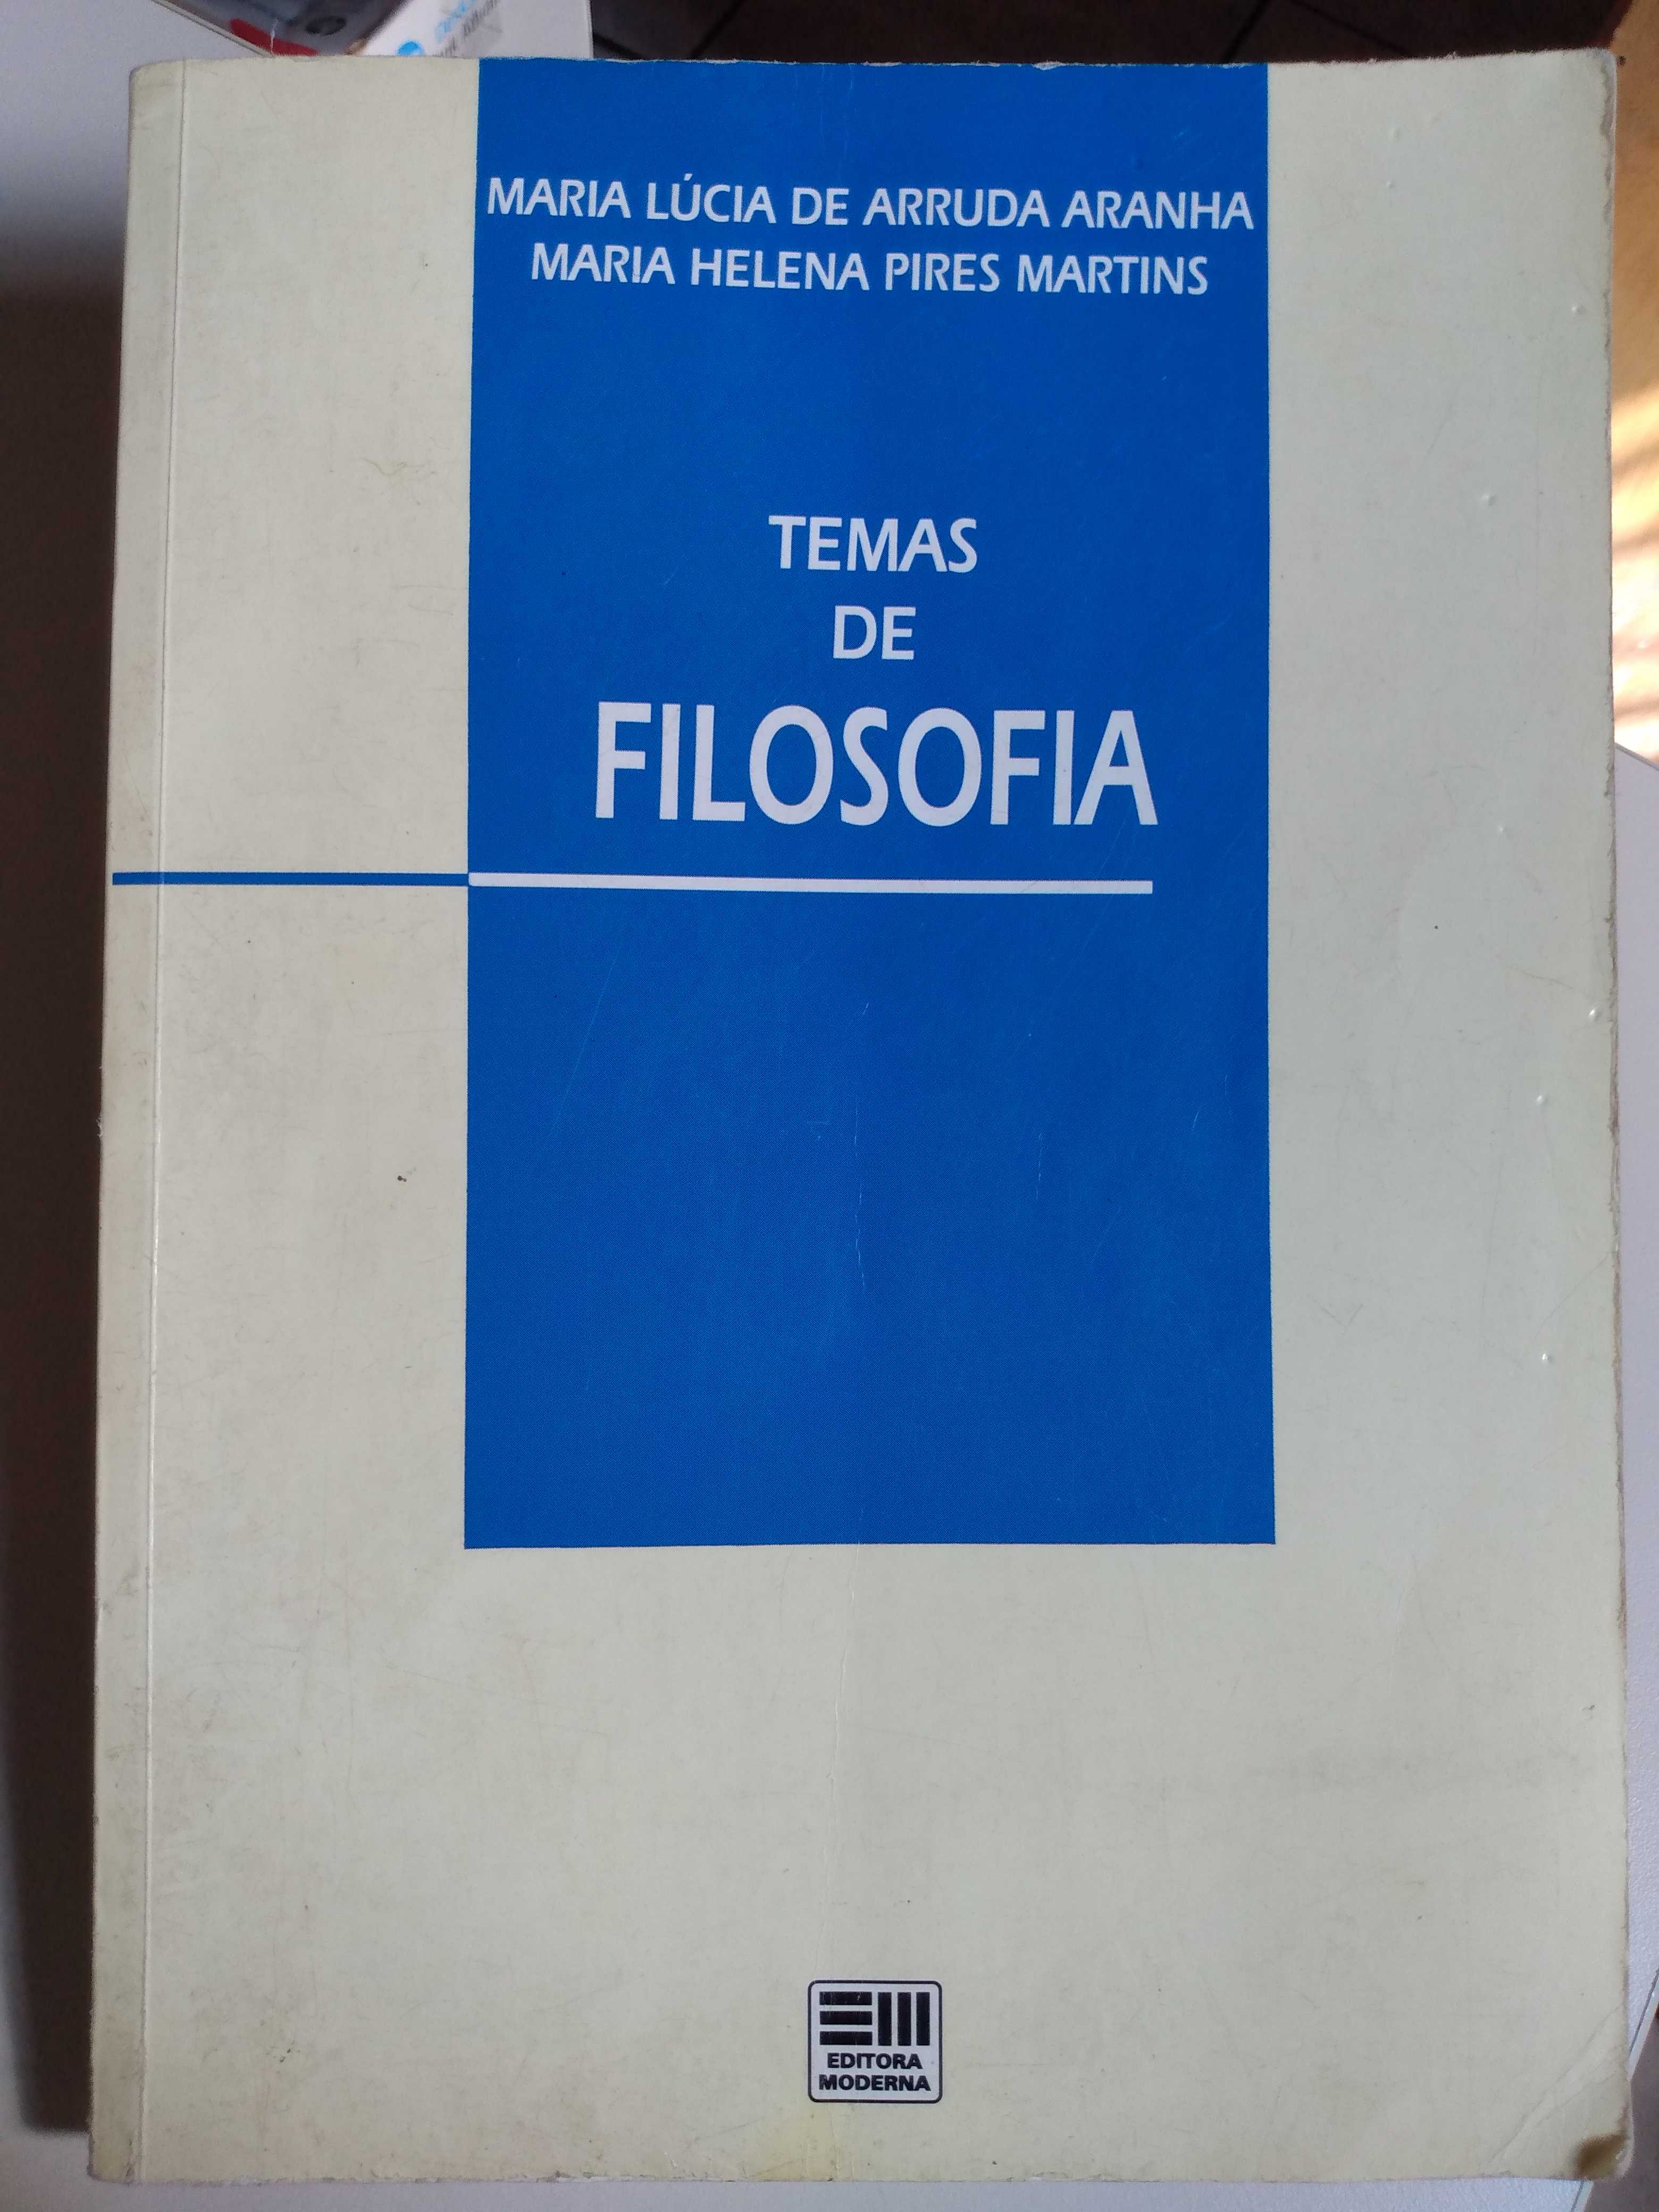 MARIA LÚCIA DE ARRUDA ARANHA
MARIA HELENA PIRES MARTINS
TEMAS
DE
FILOSOFIA
EDITORA
MODERNA